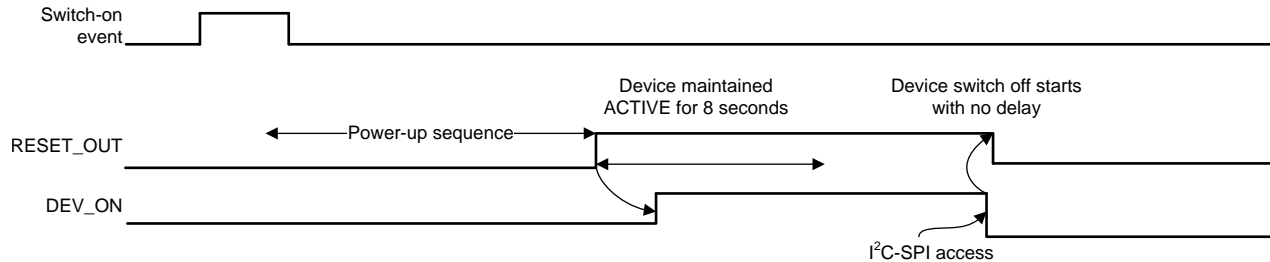 Switch-on
event
Device maintained
ACTIVE for 8 seconds
Device switch off starts
with no delay
Power-up sequence
RESET_OUT
DEV_ON
I²C-SPI access